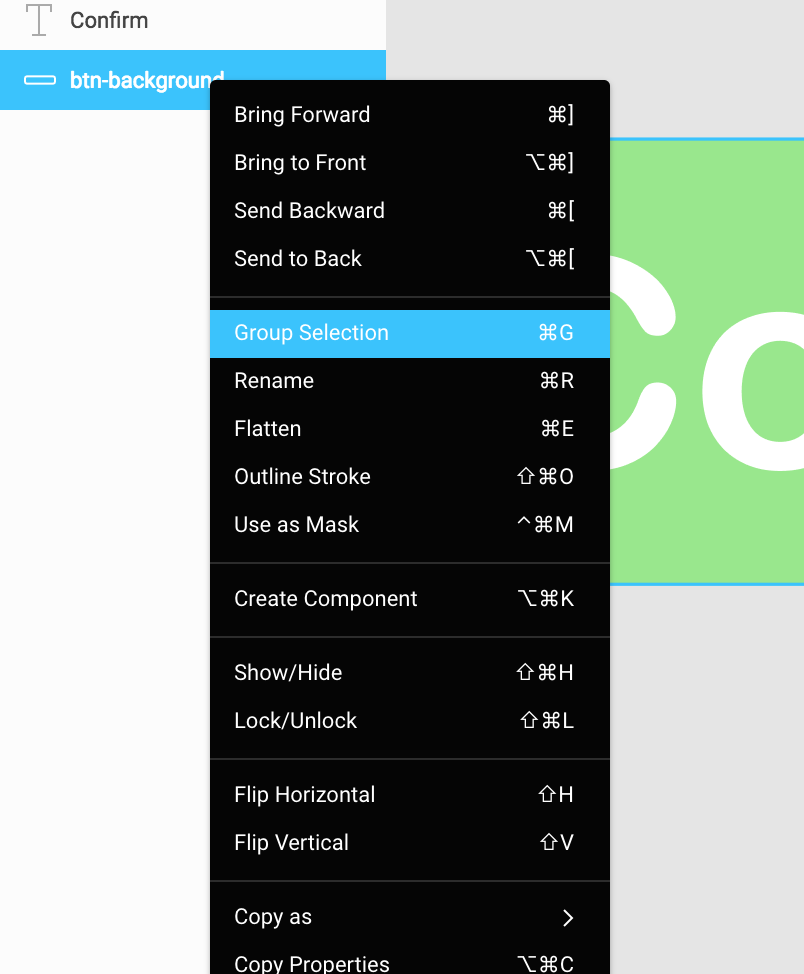 Confirm
btn-background
Bring Forward ⌘]
Bring to Front ⌥⌘]
Send Backward ⌘[
Send to Back ⌥⌘[
Group Selection ⌘G
Rename ⌘R
Flatten ⌘E
Outline Stroke ⇧⌘O
Use as Mask ^⌘M
Create Component ⌥⌘K
Show/Hide ⇧⌘H
Lock/Unlock ⇧⌘L
Flip Horizontal ⇧H
Flip Vertical ⇧V
Copy as
Copy Properties ⌥⌘C
Co